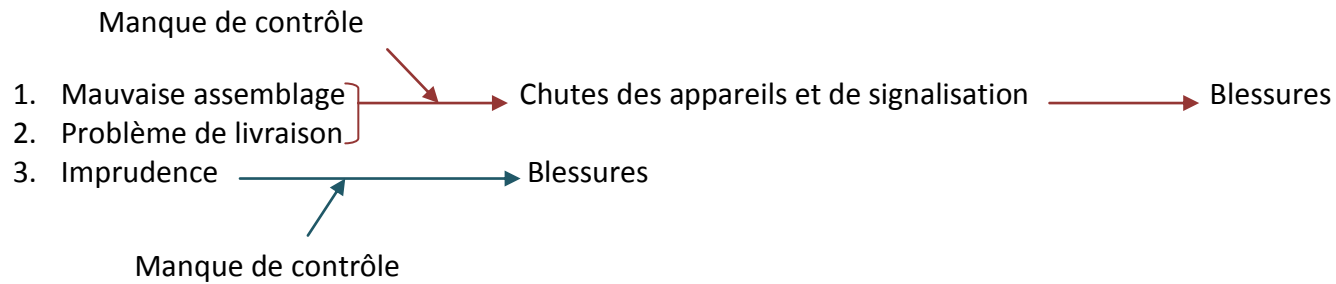 Manque de contrôle
1. Mauvaise assemblage Chutes des appareils et de signalisation Blessures
2. Problème de livraison
3. Imprudence Blessures
Manque de contrôle